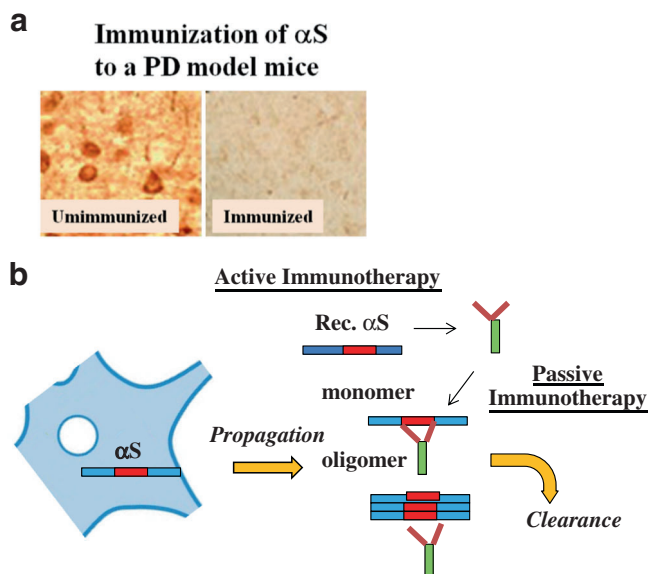 a
Immunization of αS
to a PD model mice
Umimmunized
Immunized
b
Active Immunotherapy
Rec. αS
Passive
Immunotherapy
monomer
αS
Propagation
oligomer
Clearance